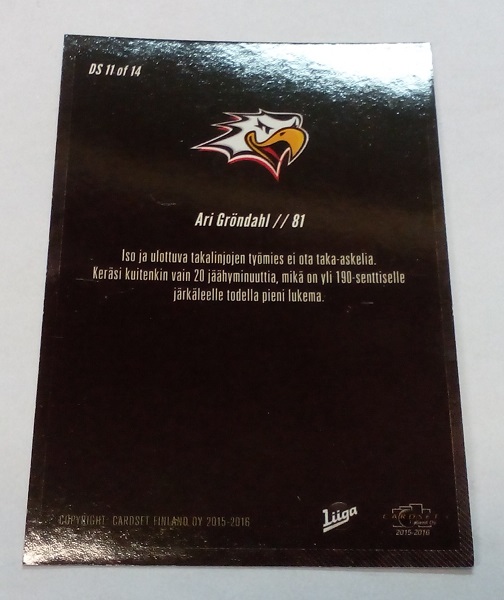 DS 11 of 14
Ari Gröndahl // 81
Iso ja ulottuva takalinjojen työmies ei ota taka-askelia.
Keräsi kuitenkin vain 20 jäähyminuuttia, mikä on yli 190-senttiselle
järkäleelle todella pieni lukema.
COPYRIGHT: CARDSET FINLAND OY 2015-2016
Liiga
CARDSET
Finland Oy
2015-2016